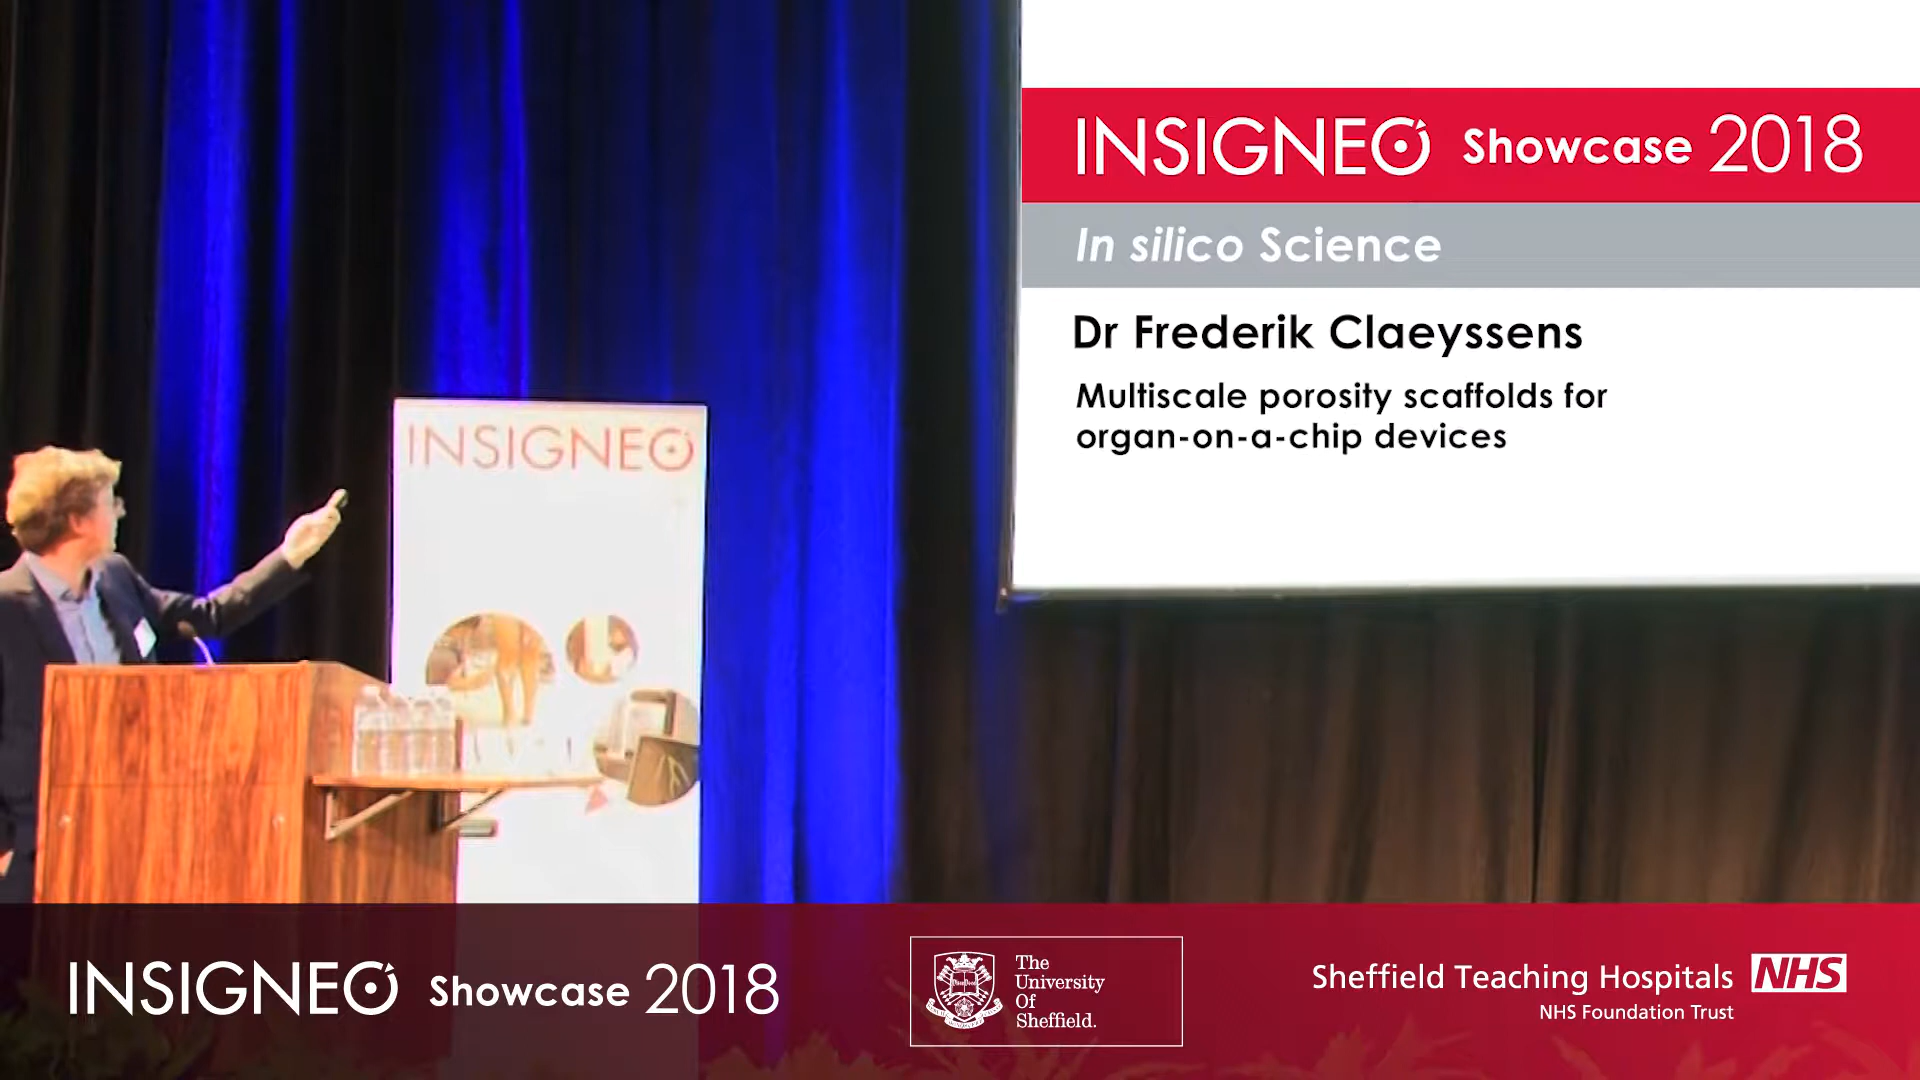 INSIGNEO Showcase 2018
In silico Science
Dr Frederik Claeyssens
Multiscale porosity scaffolds for
organ-on-a-chip devices
INSIGNEO
INSIGNEO Showcase 2018
The
University
Of
Sheffield.
Sheffield Teaching Hospitals NHS
NHS Foundation Trust